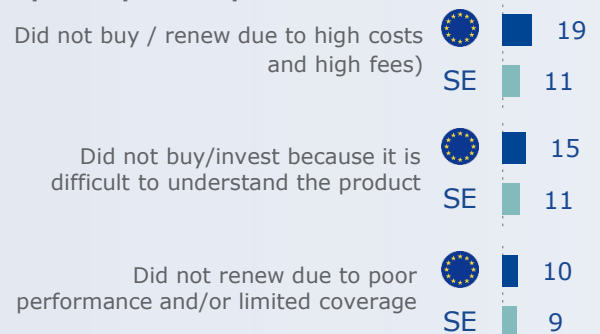 Did not buy / renew due to high costs
and high fees)
19
SE 11
Did not buy/invest because it is
difficult to understand the product
15
SE 11
Did not renew due to poor
performance and/or limited coverage
10
SE 9